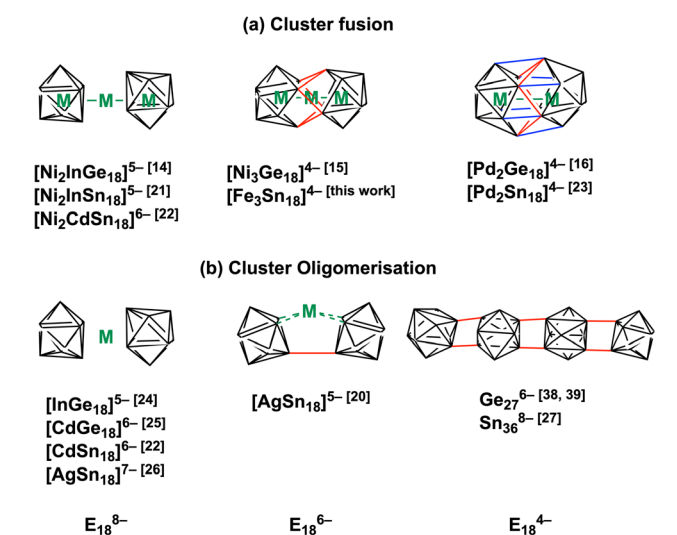 (a) Cluster fusion
M – M – M
M - M - M
M - - M
[Ni₂InGe₁₈]⁵⁻ [14]
[Ni₂InSn₁₈]⁵⁻ [21]
[Ni₂CdSn₁₈]⁶⁻ [22]
[Ni₃Ge₁₈]⁴⁻ [15]
[Fe₃Sn₁₈]⁴⁻ [this work]
[Pd₂Ge₁₈]⁴⁻ [16]
[Pd₂Sn₁₈]⁴⁻ [23]
(b) Cluster Oligomerisation
M
M
[InGe₁₈]⁵⁻ [24]
[CdGe₁₈]⁶⁻ [25]
[CdSn₁₈]⁶⁻ [22]
[AgSn₁₈]⁷⁻ [26]
[AgSn₁₈]⁵⁻ [20]
Ge₂₇⁶⁻ [38, 39]
Sn₃₆⁸⁻ [27]
E₁₈⁸⁻
E₁₈⁶⁻
E₁₈⁴⁻